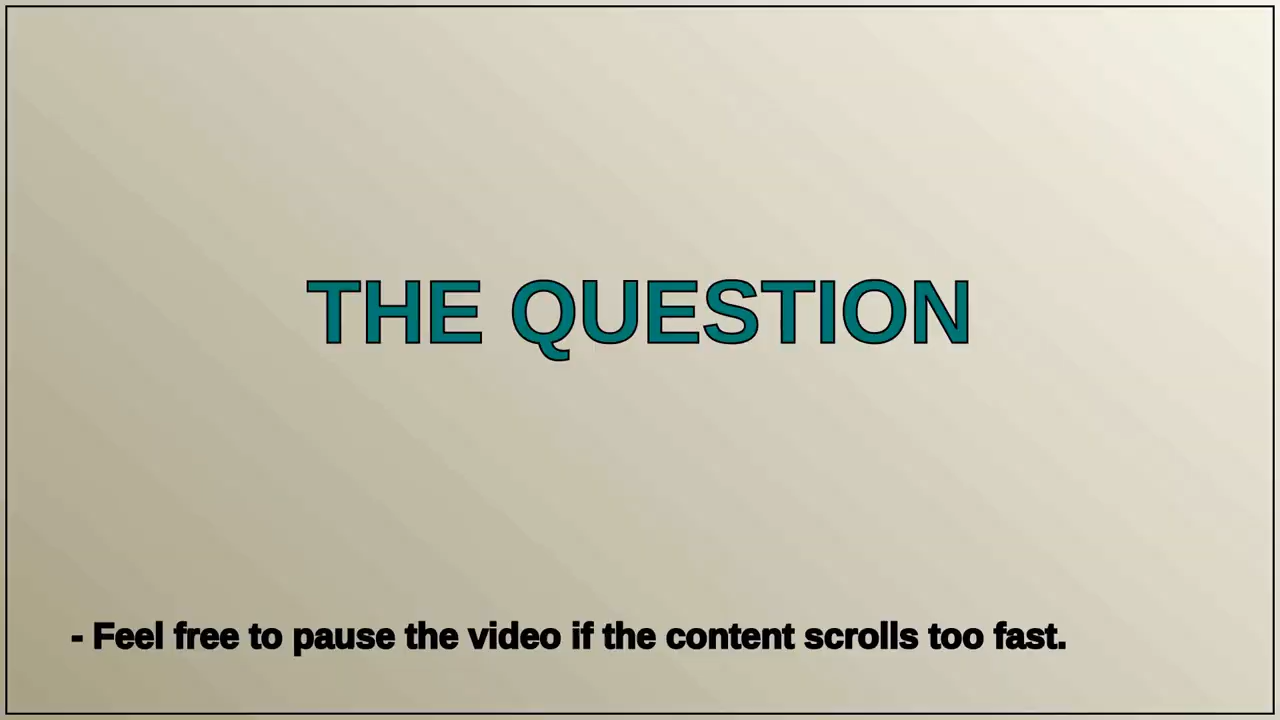 THE QUESTION
- Feel free to pause the video if the content scrolls too fast.